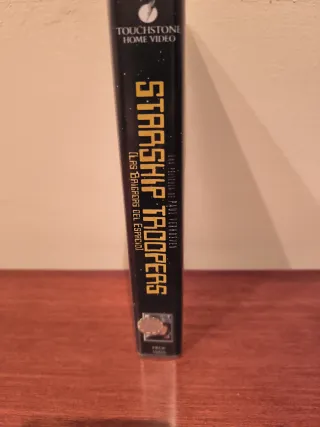 TOUCHSTONE
HOME VIDEO
UNA PELÍCULA DE PAUL VERHOEVEN
STARSHIP TROOPERS
(LAS BRIGADAS DEL ESPACIO)